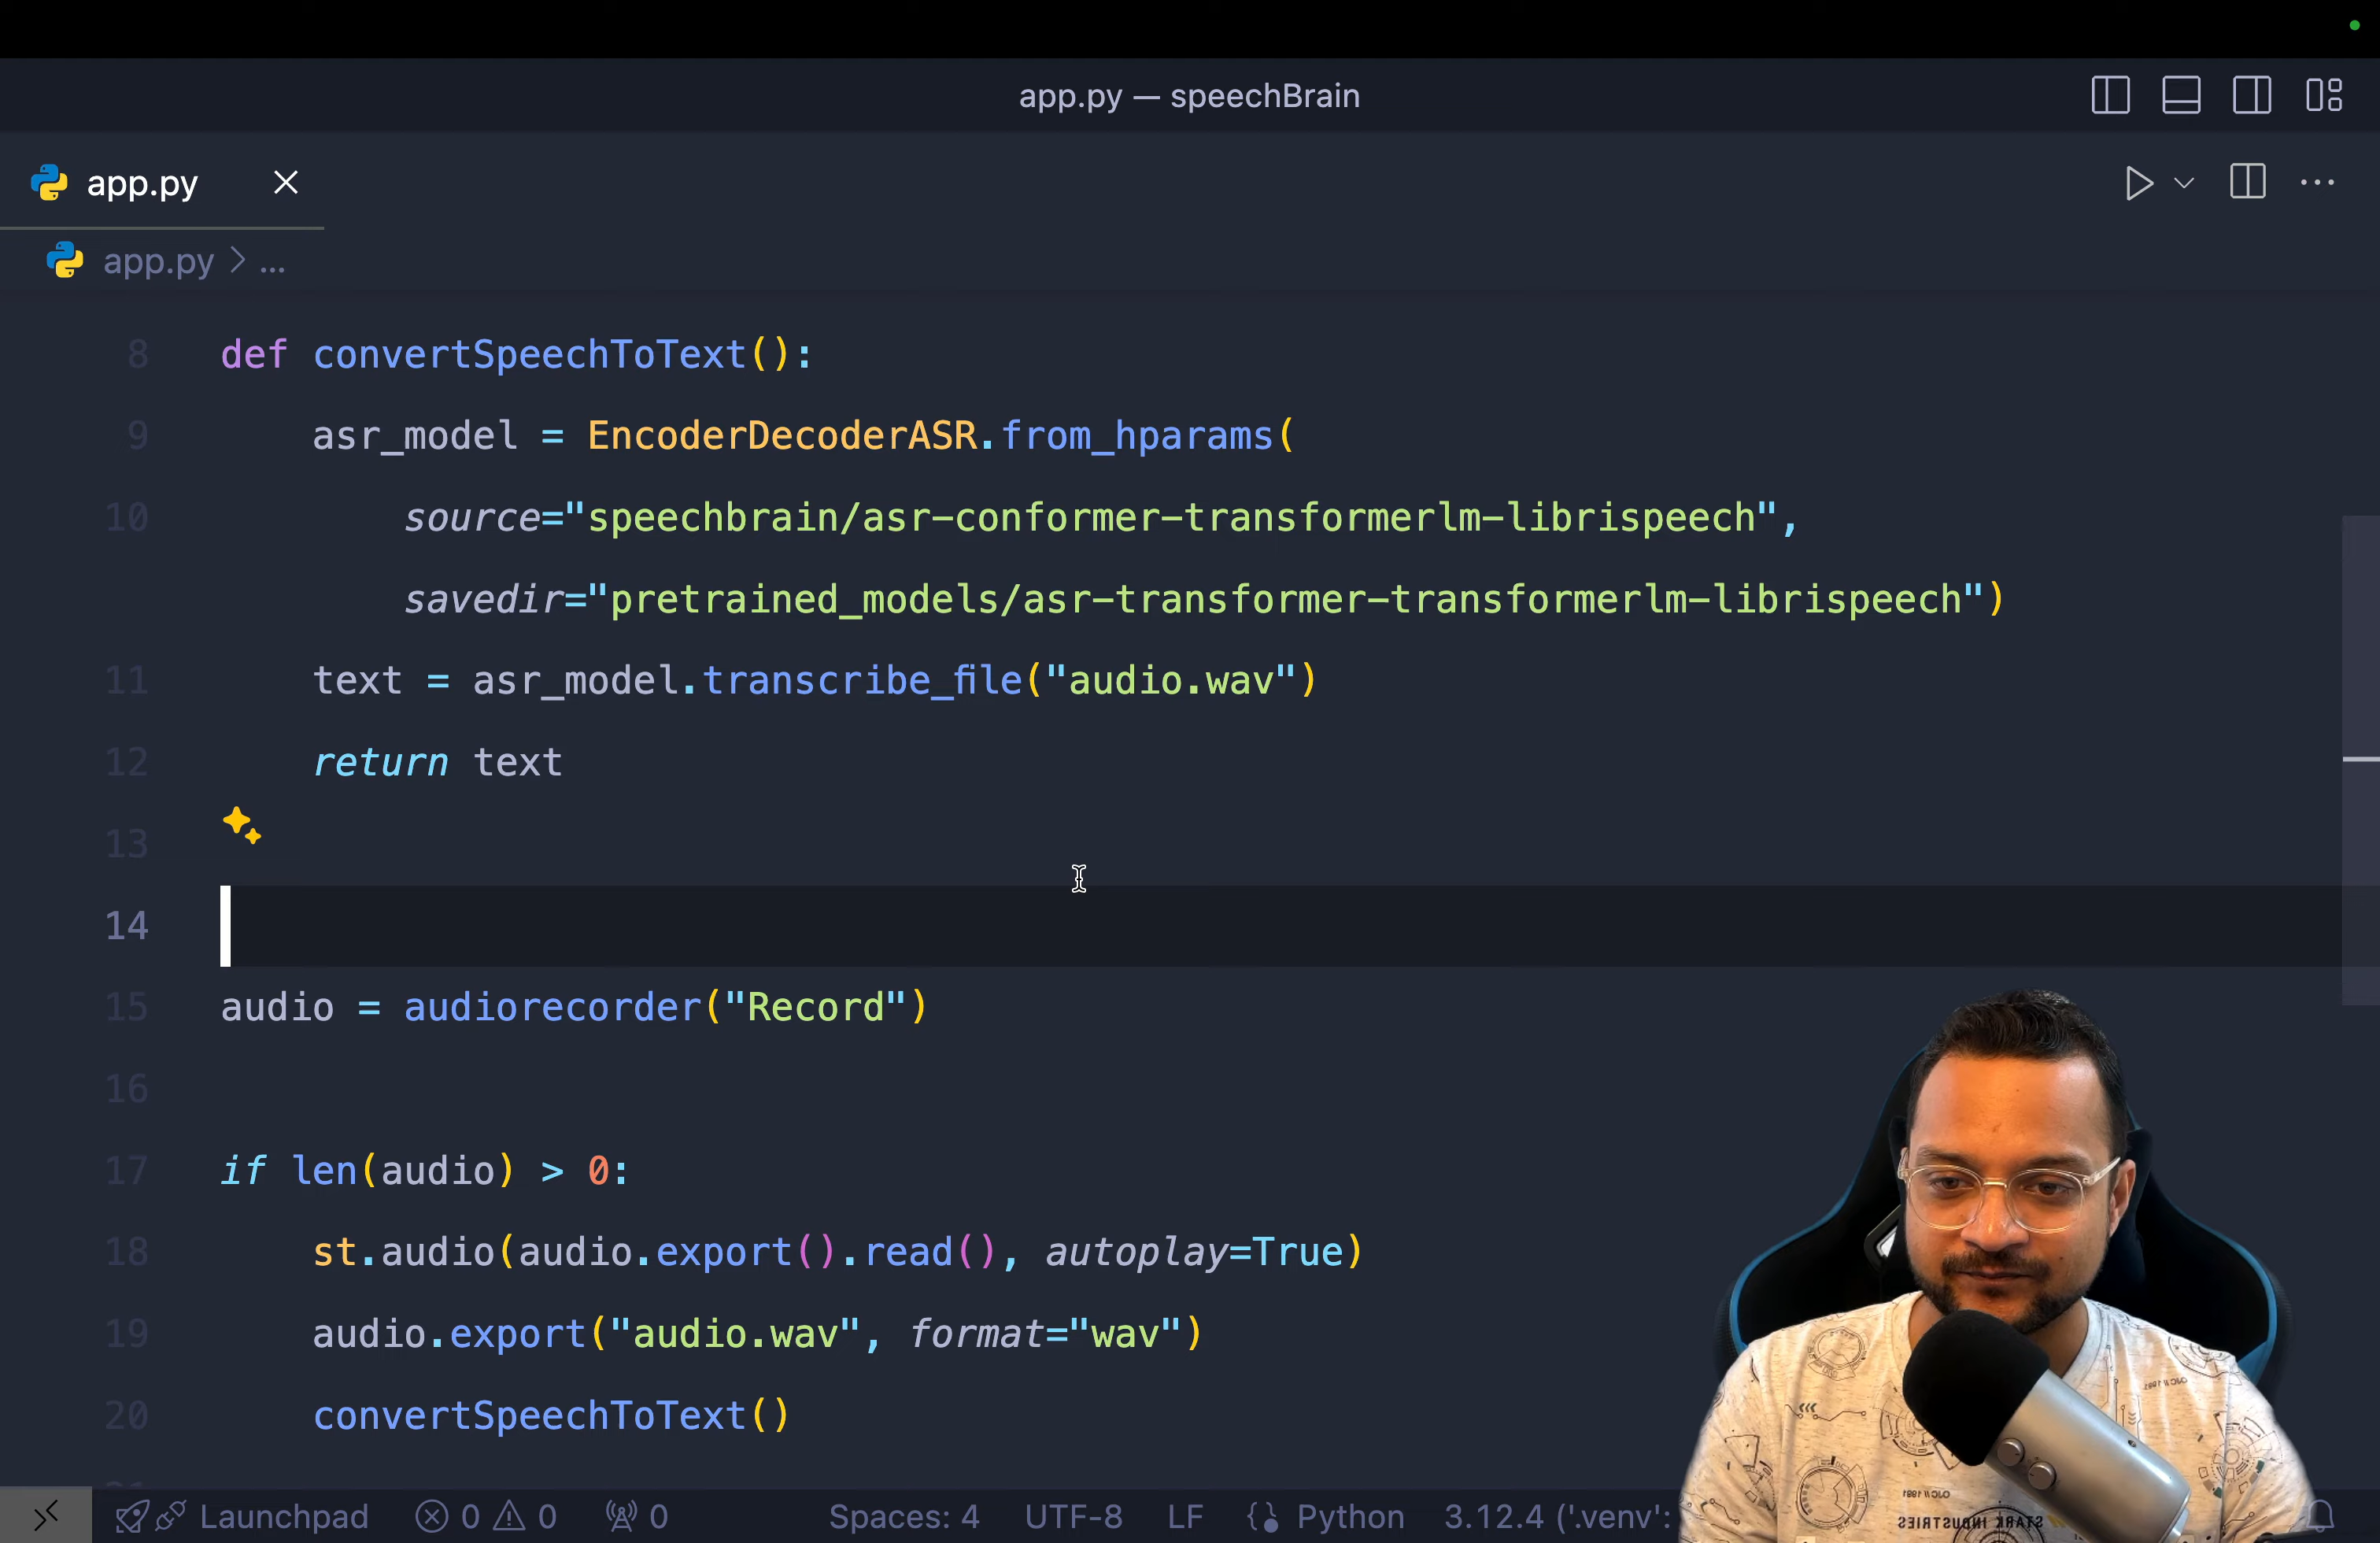 app.py — speechBrain
app.py
app.py > ...
8 def convertSpeechToText():
9 asr_model = EncoderDecoderASR.from_hparams(
10 source="speechbrain/asr-conformer-transformerlm-librispeech",
savedir="pretrained_models/asr-transformer-transformerlm-librispeech")
11 text = asr_model.transcribe_file("audio.wav")
12 return text
13
14
15 audio = audiorecorder("Record")
16
17 if len(audio) > 0:
18 st.audio(audio.export().read(), autoplay=True)
19 audio.export("audio.wav", format="wav")
20 convertSpeechToText()
Launchpad 0 0 0 Spaces: 4 UTF-8 LF Python 3.12.4 ('.venv':
STARK INDUSTRIES